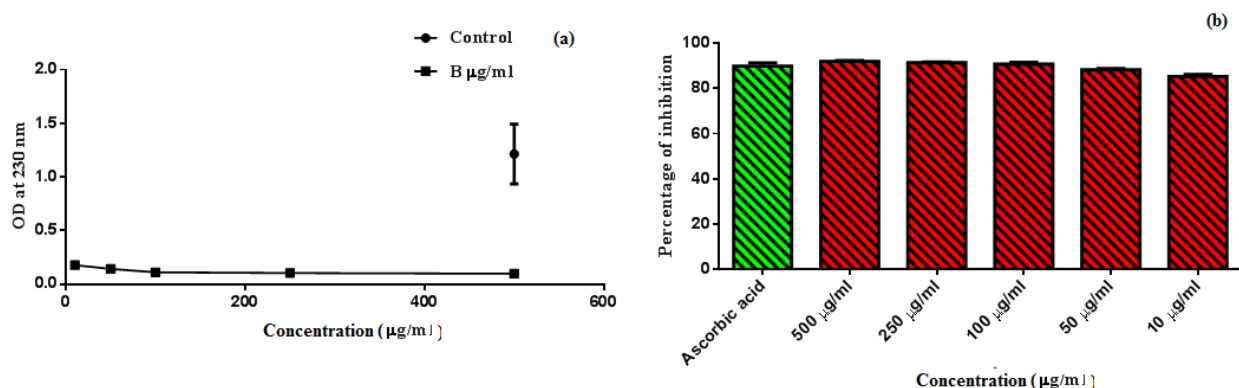 Control
(a)
B μg/ml
OD at 230 nm
2.0
1.5
1.0
0.5
0.0
0
200
400
600
Concentration (μg/ml)
(b)
Percentage of inhibition
100
80
60
40
20
0
Ascorbic acid
500 μg/ml
250 μg/ml
100 μg/ml
50 μg/ml
10 μg/ml
Concentration (μg/ml)